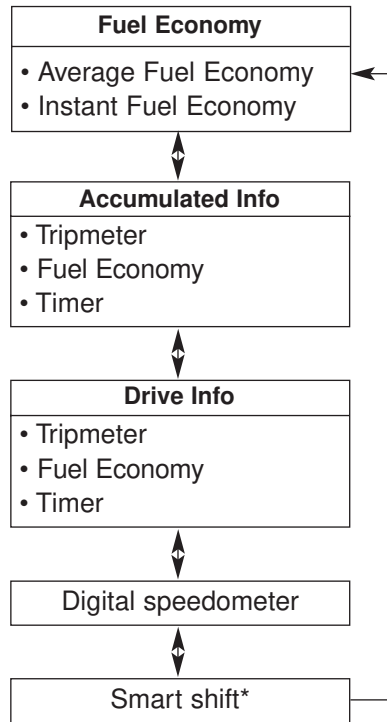 Fuel Economy
• Average Fuel Economy
• Instant Fuel Economy
Accumulated Info
• Tripmeter
• Fuel Economy
• Timer
Drive Info
• Tripmeter
• Fuel Economy
• Timer
Digital speedometer
Smart shift*